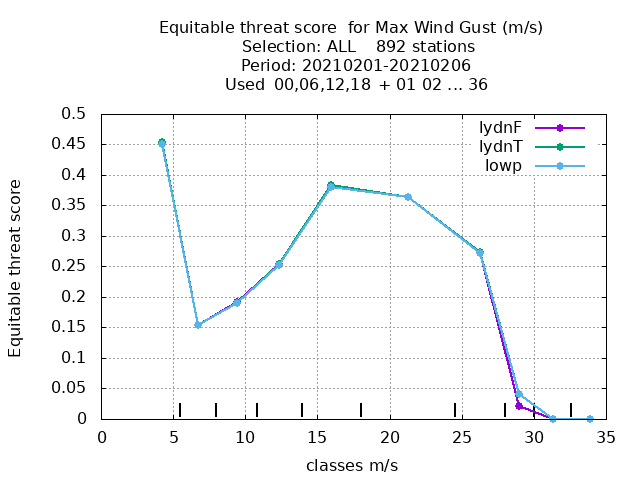 Equitable threat score  for Max Wind Gust (m/s)
Selection: ALL    892 stations
Period: 20210201-20210206
Used  00,06,12,18  + 01 02 ... 36
lydnF
lydnT
lowp
Equitable threat score
0.5
0.45
0.4
0.35
0.3
0.25
0.2
0.15
0.1
0.05
0
0 5 10 15 20 25 30 35
classes m/s